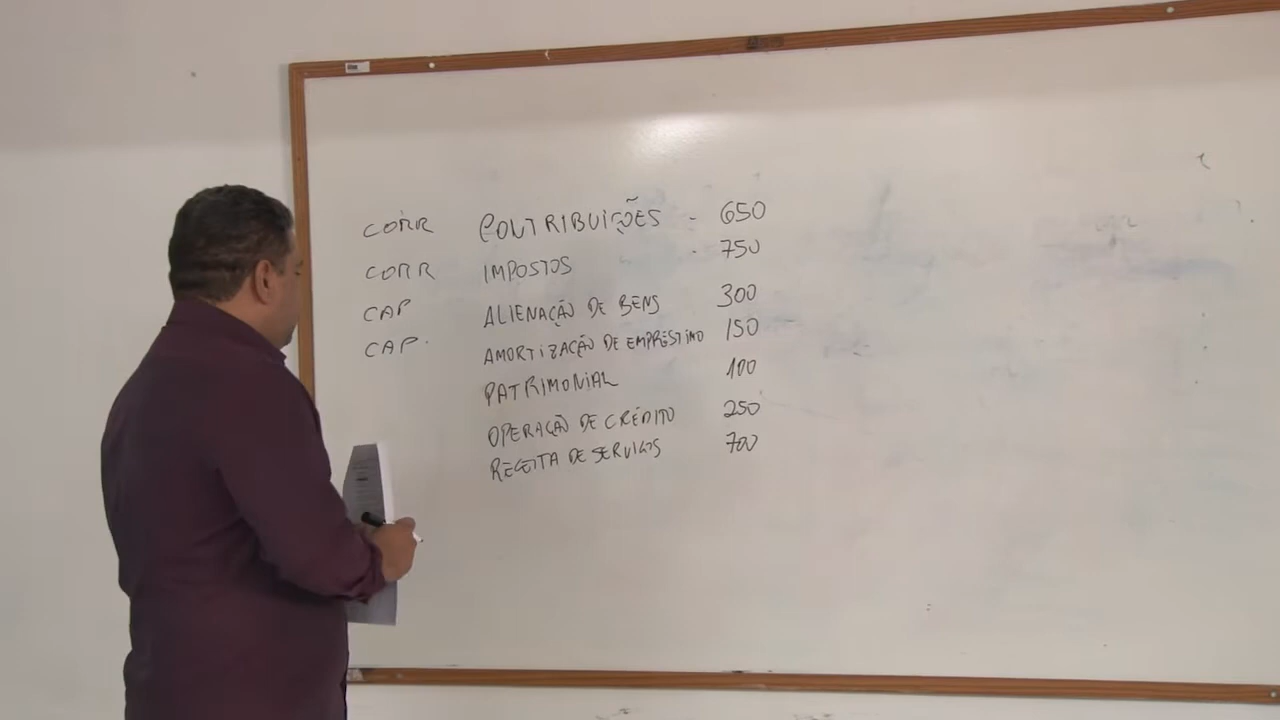 CORR CONTRIBUIÇÕES - 650
CORR IMPOSTOS - 750
CAP ALIENAÇÃO DE BENS 300
CAP. AMORTIZAÇÃO DE EMPRÉSTIMO 150
PATRIMONIAL 100
OPERAÇÃO DE CRÉDITO 250
RECEITA DE SERVIÇOS 700